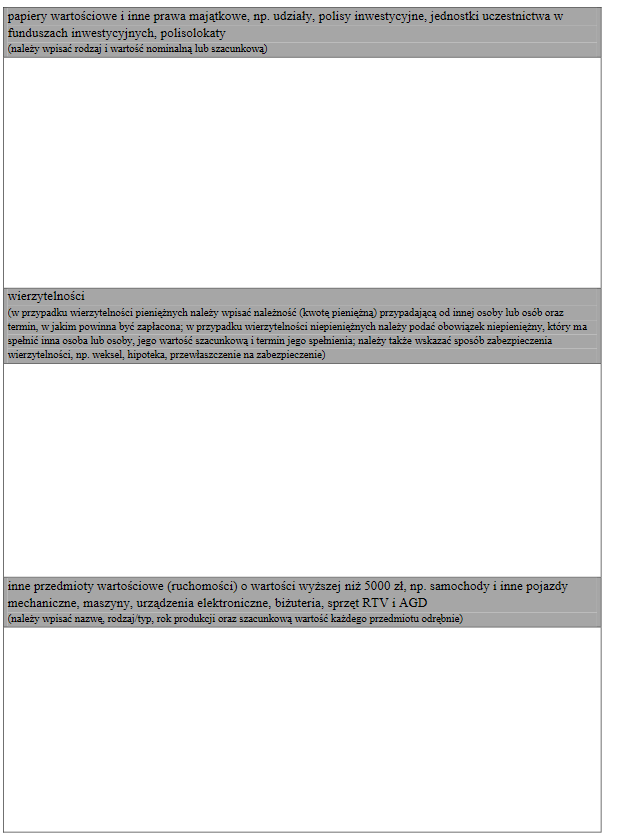 papiery wartościowe i inne prawa majątkowe, np. udziały, polisy inwestycyjne, jednostki uczestnictwa w
funduszach inwestycyjnych, polisolokaty
(należy wpisać rodzaj i wartość nominalną lub szacunkową)
wierzytelności
(w przypadku wierzytelności pieniężnych należy wpisać należność (kwotę pieniężną) przypadającą od innej osoby lub osób oraz
termin, w jakim powinna być zapłacona; w przypadku wierzytelności niepieniężnych należy podać obowiązek niepieniężny, który ma
spełnić inna osoba lub osoby, jego wartość szacunkową i termin jego spełnienia; należy także wskazać sposób zabezpieczenia
wierzytelności, np. weksel, hipoteka, przewłaszczenie na zabezpieczenie)
inne przedmioty wartościowe (ruchomości) o wartości wyższej niż 5000 zł, np. samochody i inne pojazdy
mechaniczne, maszyny, urządzenia elektroniczne, biżuteria, sprzęt RTV i AGD
(należy wpisać nazwę, rodzaj/typ, rok produkcji oraz szacunkową wartość każdego przedmiotu odrębnie)